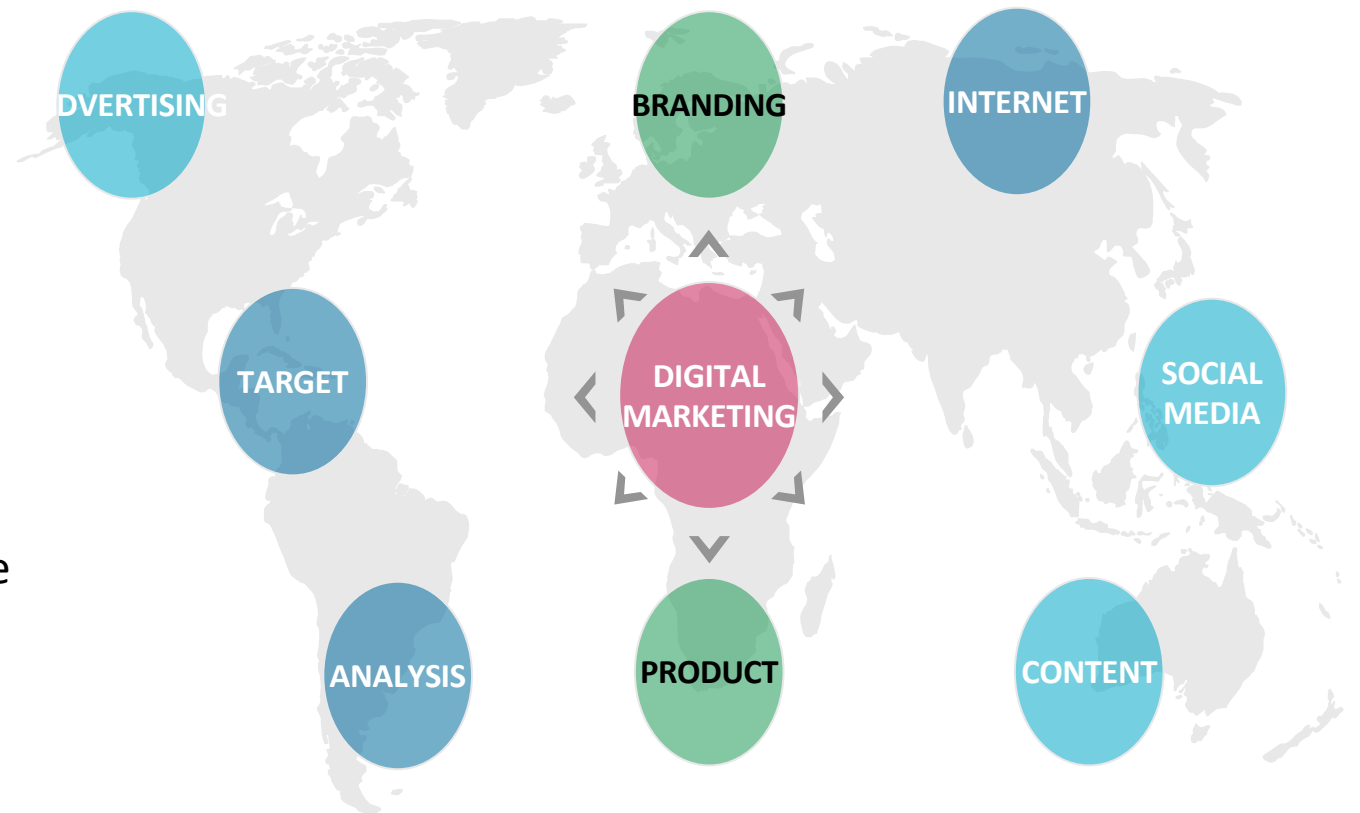 DVERTISING
BRANDING
INTERNET
TARGET
DIGITAL
MARKETING
SOCIAL
MEDIA
e
ANALYSIS
PRODUCT
CONTENT